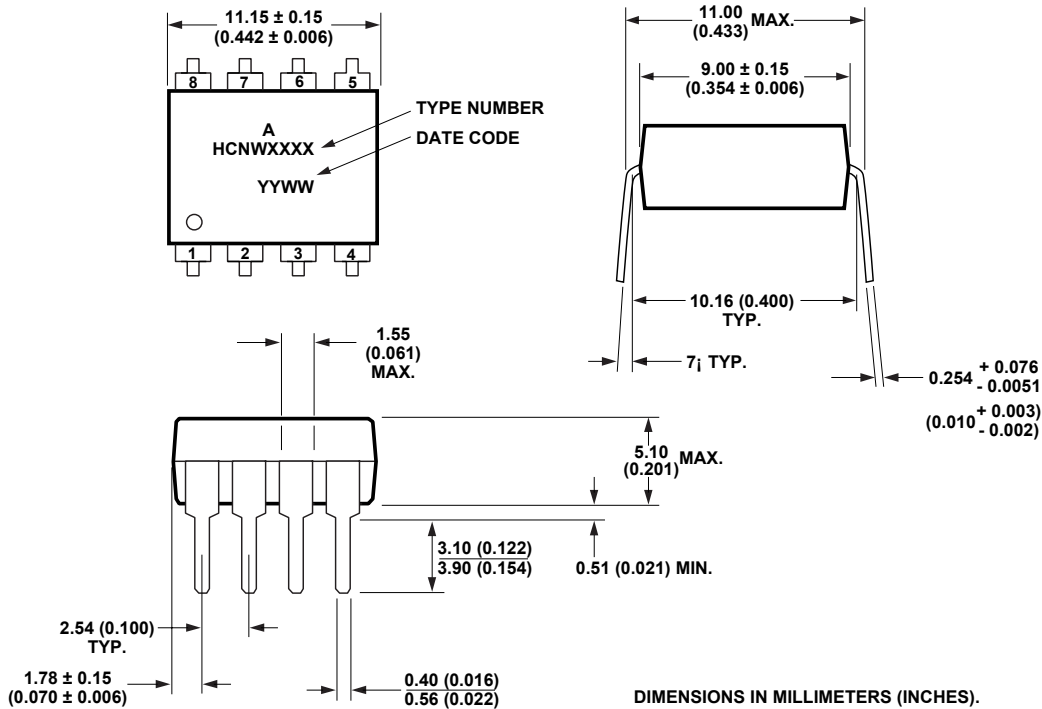 11.15 ± 0.15
(0.442 ± 0.006)
8 7 6 5
A
HCNWXXXX
YYWW
TYPE NUMBER
DATE CODE
1 2 3 4
11.00
(0.433) MAX.
9.00 ± 0.15
(0.354 ± 0.006)
10.16 (0.400)
TYP.
7¡ TYP.
0.254 + 0.076
- 0.0051
(0.010 + 0.003)
- 0.002)
1.55
(0.061)
MAX.
5.10
(0.201) MAX.
3.10 (0.122)
3.90 (0.154)
0.51 (0.021) MIN.
2.54 (0.100)
TYP.
1.78 ± 0.15
(0.070 ± 0.006)
0.40 (0.016)
0.56 (0.022)
DIMENSIONS IN MILLIMETERS (INCHES).